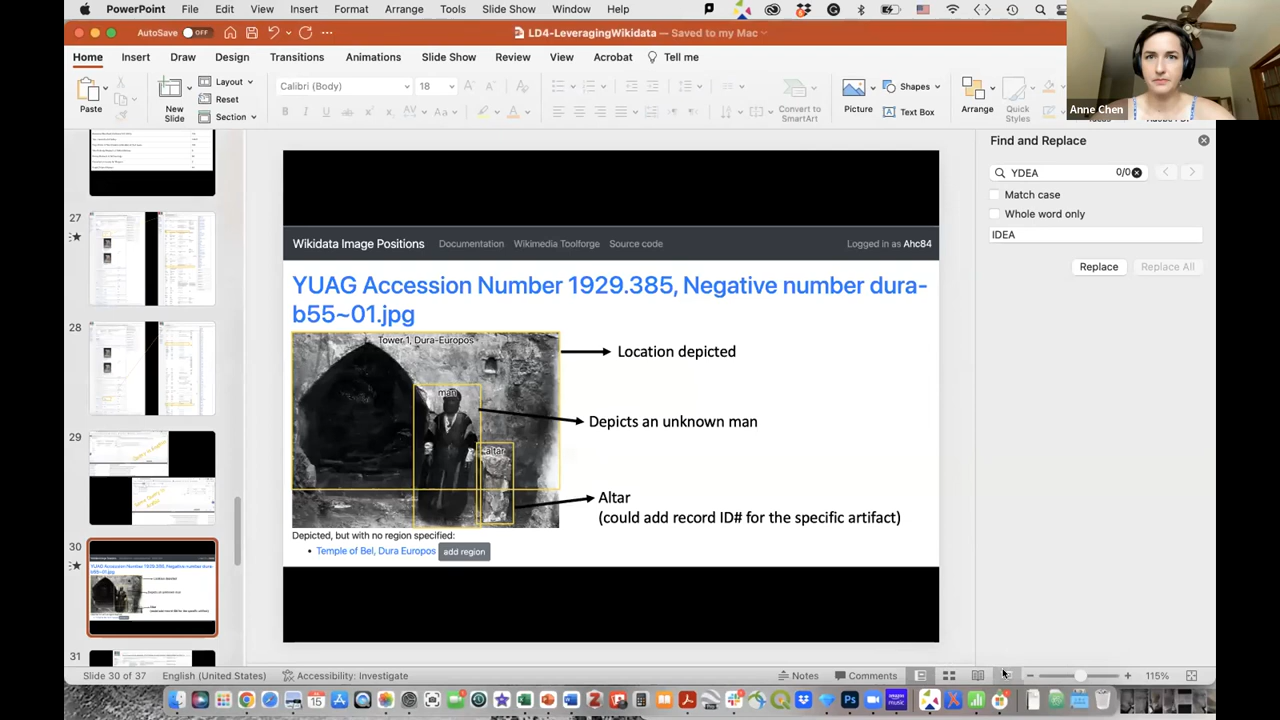 PowerPoint File Edit View Insert Format Arrange Tools Slide Show Window Help
AutoSave OFF LD4-LeveragingWikidata — Saved to my Mac
Home Insert Draw Design Transitions Animations Slide Show Review View Acrobat Tell me
Paste
New Slide
Layout
Reset
Section
Calibri (Body) 18
Convert to SmartArt
Picture
Shapes
Text Box
Arrange
Quick Styles
Anne Chen
Find and Replace
YDEA 0/0
Match case
Whole word only
IDEA
Replace Replace All
27
28
29
30
31
Wikidata Image Positions Documentation Wikimedia Toolforge Source code Logged in as Ahc84
YUAG Accession Number 1929.385, Negative number dura-
b55~01.jpg
Tower 1, Dura-Europos
man
altar
Location depicted
Depicts an unknown man
Altar
(could add record ID# for the specific artifact)
Depicted, but with no region specified:
• Temple of Bel, Dura Europos add region
Slide 30 of 37 English (United States) Accessibility: Investigate Notes Comments 115%